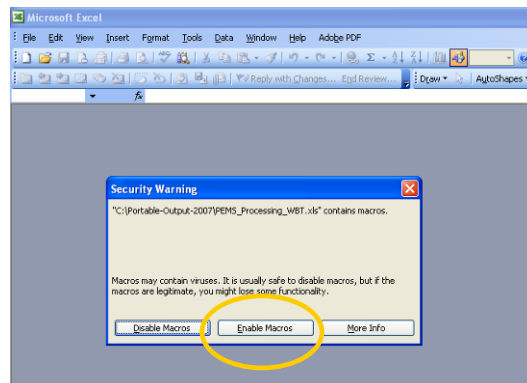 Microsoft Excel
File Edit View Insert Format Tools Data Window Help Adobe PDF
Reply with Changes... End Review... Draw AutoShapes
fx
Security Warning
"C:\Portable-Output-2007\PEMS_Processing_WBT.xls" contains macros.
Macros may contain viruses. It is usually safe to disable macros, but if the
macros are legitimate, you might lose some functionality.
Disable Macros Enable Macros More Info